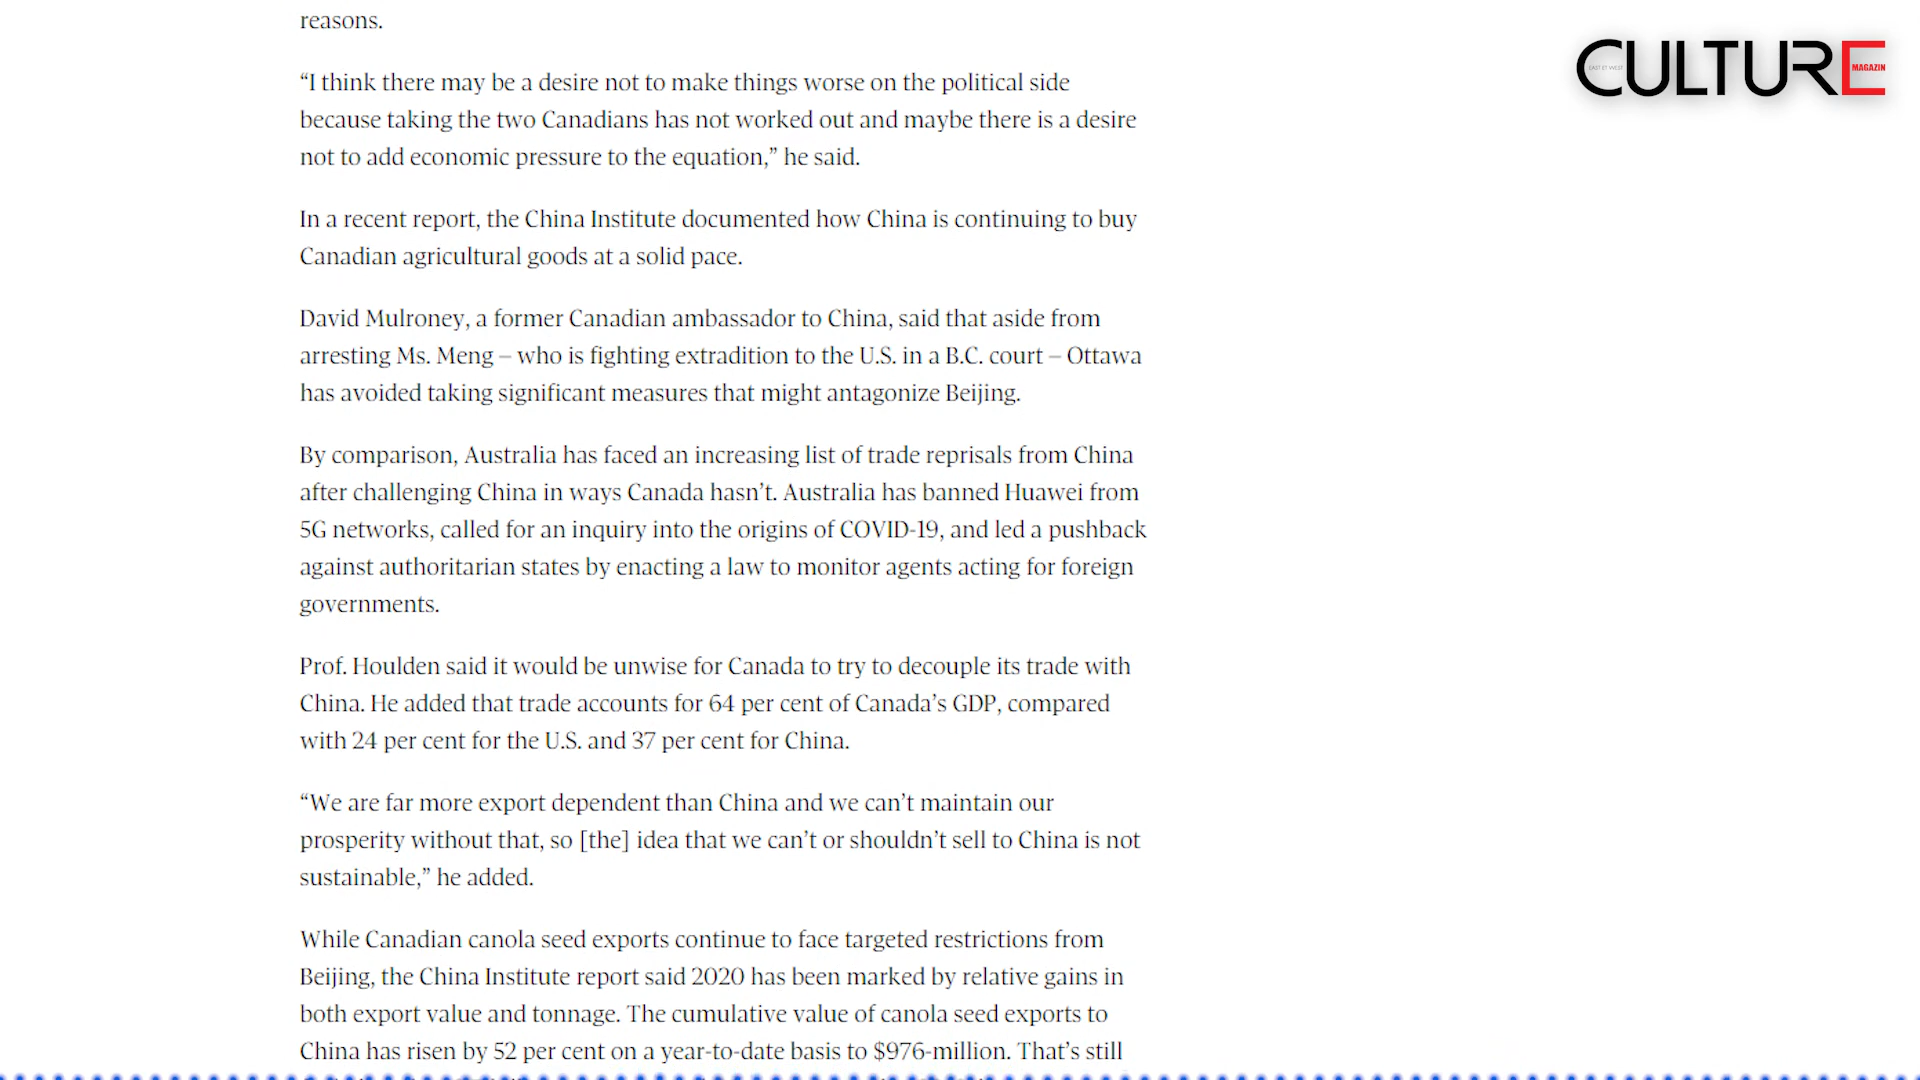 reasons.
“I think there may be a desire not to make things worse on the political side
because taking the two Canadians has not worked out and maybe there is a desire
not to add economic pressure to the equation,” he said.
In a recent report, the China Institute documented how China is continuing to buy
Canadian agricultural goods at a solid pace.
David Mulroney, a former Canadian ambassador to China, said that aside from
arresting Ms. Meng – who is fighting extradition to the U.S. in a B.C. court – Ottawa
has avoided taking significant measures that might antagonize Beijing.
By comparison, Australia has faced an increasing list of trade reprisals from China
after challenging China in ways Canada hasn’t. Australia has banned Huawei from
5G networks, called for an inquiry into the origins of COVID-19, and led a pushback
against authoritarian states by enacting a law to monitor agents acting for foreign
governments.
Prof. Houlden said it would be unwise for Canada to try to decouple its trade with
China. He added that trade accounts for 64 per cent of Canada’s GDP, compared
with 24 per cent for the U.S. and 37 per cent for China.
“We are far more export dependent than China and we can’t maintain our
prosperity without that, so [the] idea that we can’t or shouldn’t sell to China is not
sustainable,” he added.
While Canadian canola seed exports continue to face targeted restrictions from
Beijing, the China Institute report said 2020 has been marked by relative gains in
both export value and tonnage. The cumulative value of canola seed exports to
China has risen by 52 per cent on a year-to-date basis to $976-million. That’s still
CULTURE
EAST ET WEST
MAGAZIN